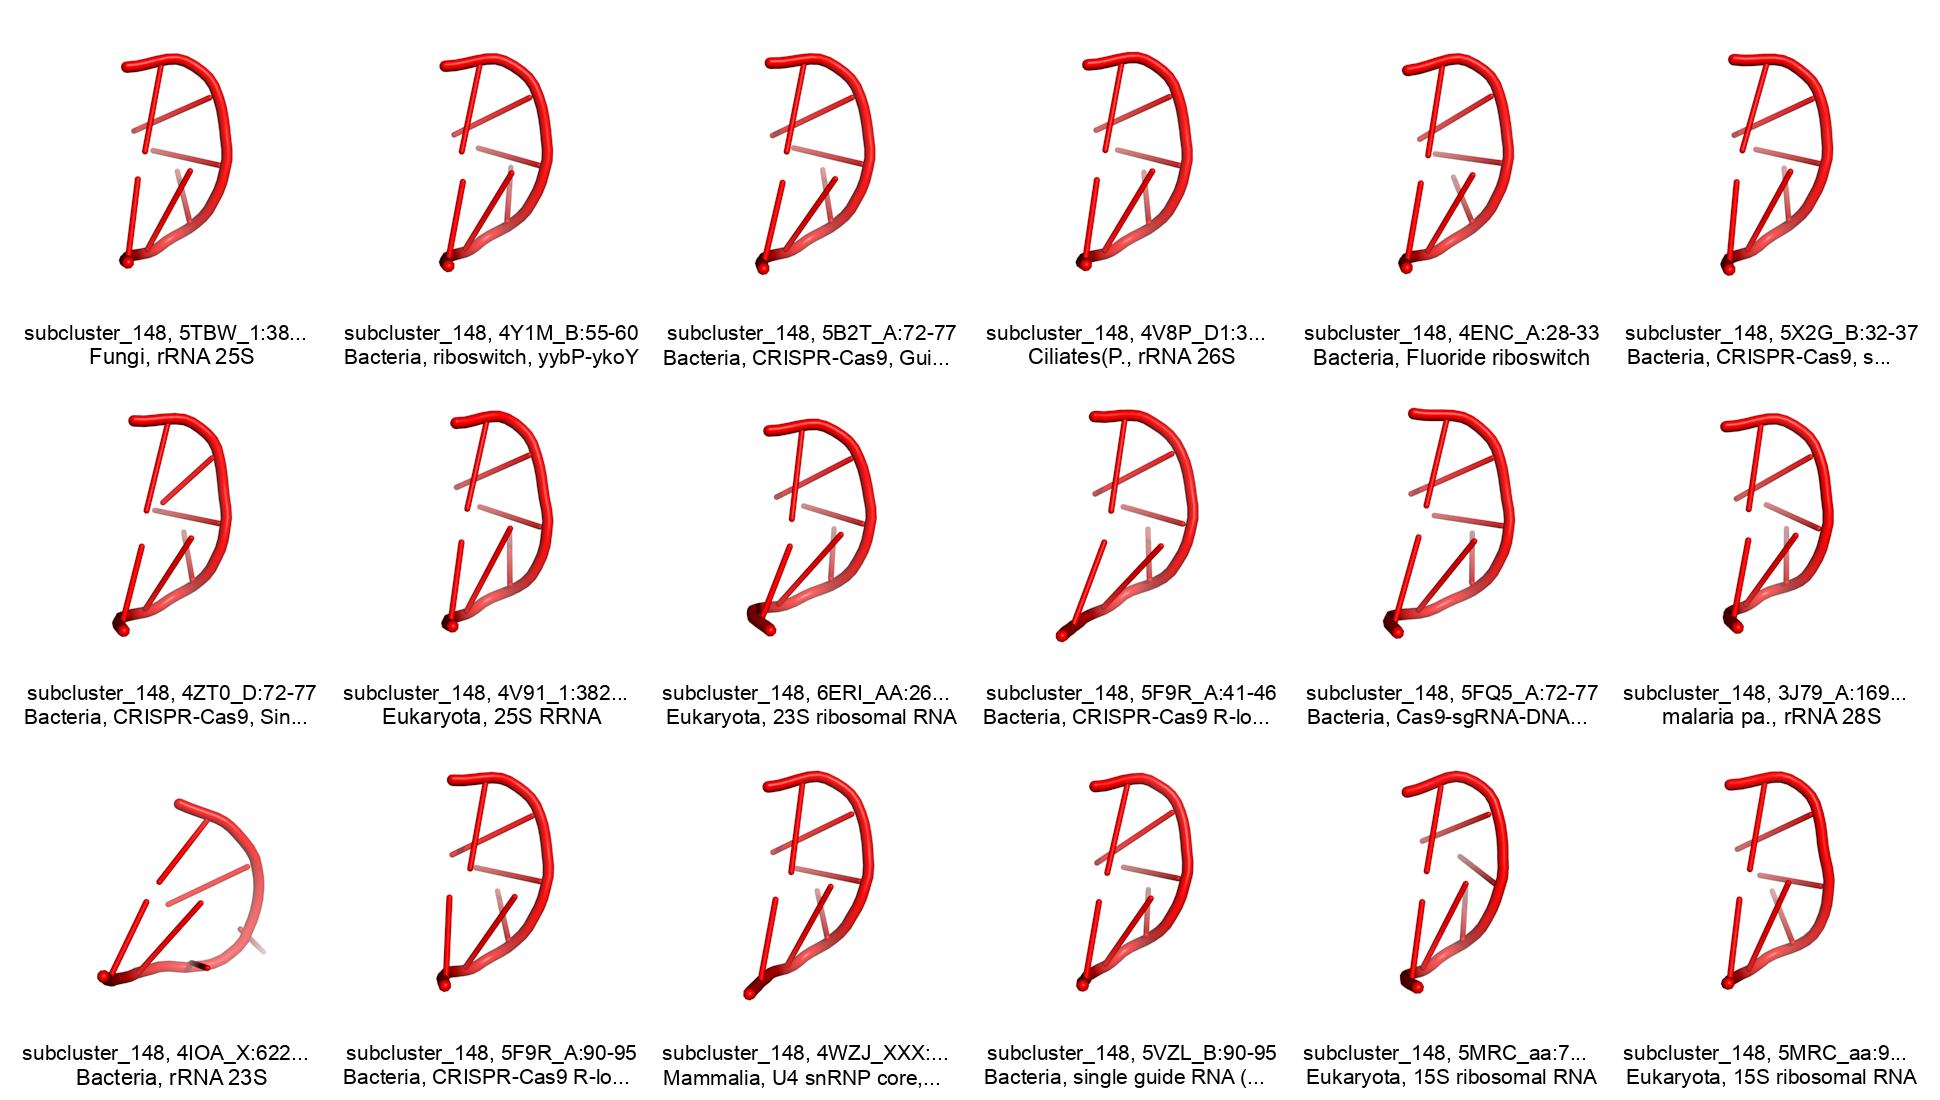 subcluster_148, 5TBW_1:38...
Fungi, rRNA 25S
subcluster_148, 4Y1M_B:55-60
Bacteria, riboswitch, yybP-ykoY
subcluster_148, 5B2T_A:72-77
Bacteria, CRISPR-Cas9, Gui...
subcluster_148, 4V8P_D1:3...
Ciliates(P., rRNA 26S
subcluster_148, 4ENC_A:28-33
Bacteria, Fluoride riboswitch
subcluster_148, 5X2G_B:32-37
Bacteria, CRISPR-Cas9, s...
subcluster_148, 4ZT0_D:72-77
Bacteria, CRISPR-Cas9, Sin...
subcluster_148, 4V91_1:382...
Eukaryota, 25S RRNA
subcluster_148, 6ERI_AA:26...
Eukaryota, 23S ribosomal RNA
subcluster_148, 5F9R_A:41-46
Bacteria, CRISPR-Cas9 R-lo...
subcluster_148, 5FQ5_A:72-77
Bacteria, Cas9-sgRNA-DNA...
subcluster_148, 3J79_A:169...
malaria pa., rRNA 28S
subcluster_148, 4IOA_X:622...
Bacteria, rRNA 23S
subcluster_148, 5F9R_A:90-95
Bacteria, CRISPR-Cas9 R-lo...
subcluster_148, 4WZJ_XXX:...
Mammalia, U4 snRNP core,...
subcluster_148, 5VZL_B:90-95
Bacteria, single guide RNA (...
subcluster_148, 5MRC_aa:7...
Eukaryota, 15S ribosomal RNA
subcluster_148, 5MRC_aa:9...
Eukaryota, 15S ribosomal RNA